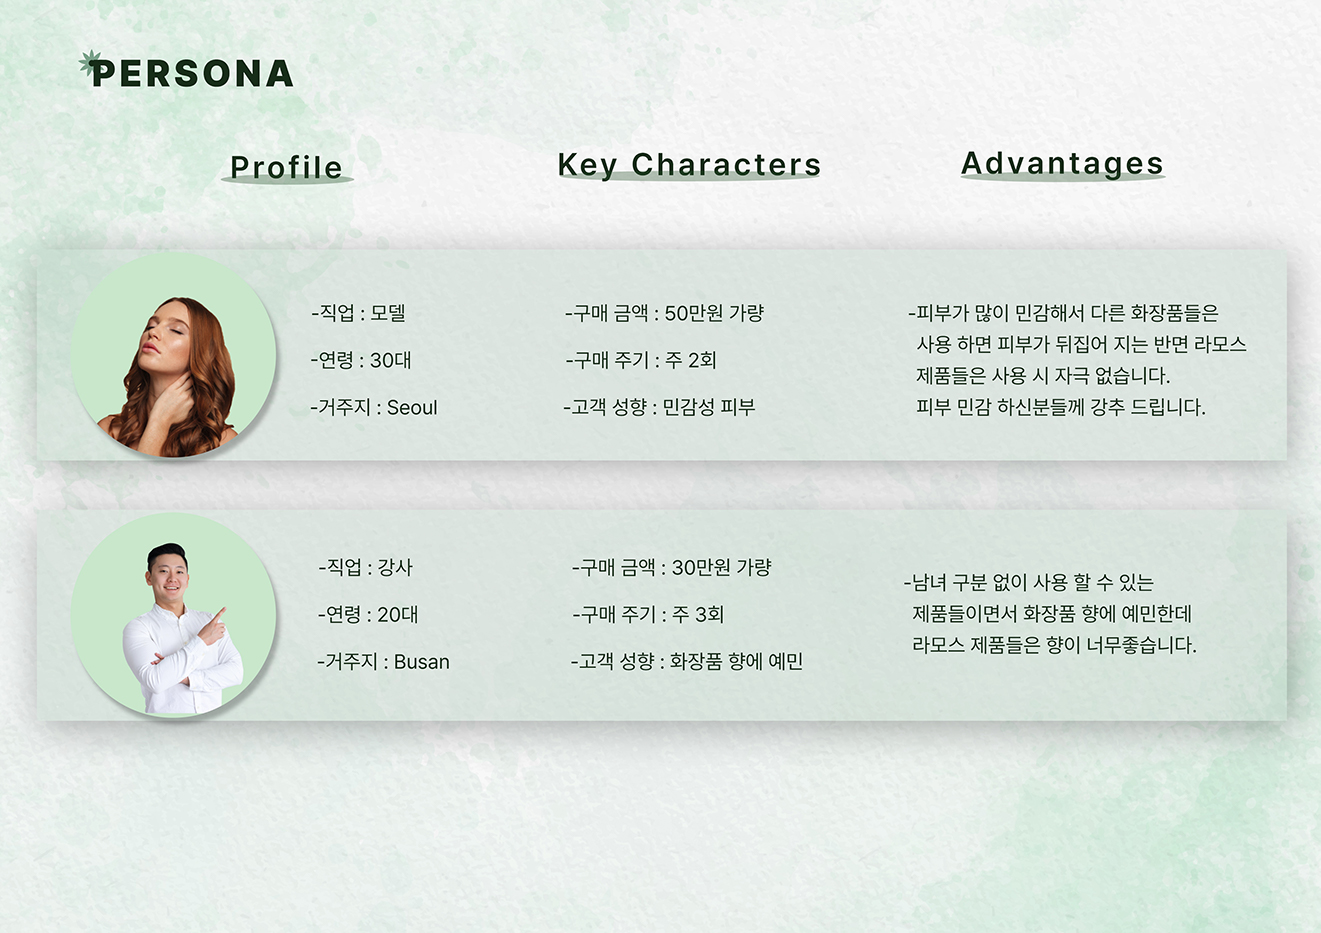 PERSONA
Profile
Key Characters
Advantages
-직업 : 모델
-연령 : 30대
-거주지 : Seoul
-구매 금액 : 50만원 가량
-구매 주기 : 주 2회
-고객 성향 : 민감성 피부
-피부가 많이 민감해서 다른 화장품들은
사용 하면 피부가 뒤집어 지는 반면 라모스
제품들은 사용 시 자극 없습니다.
피부 민감 하신분들께 강추 드립니다.
-직업 : 강사
-연령 : 20대
-거주지 : Busan
-구매 금액 : 30만원 가량
-구매 주기 : 주 3회
-고객 성향 : 화장품 향에 예민
-남녀 구분 없이 사용 할 수 있는
제품들이면서 화장품 향에 예민한데
라모스 제품들은 향이 너무좋습니다.